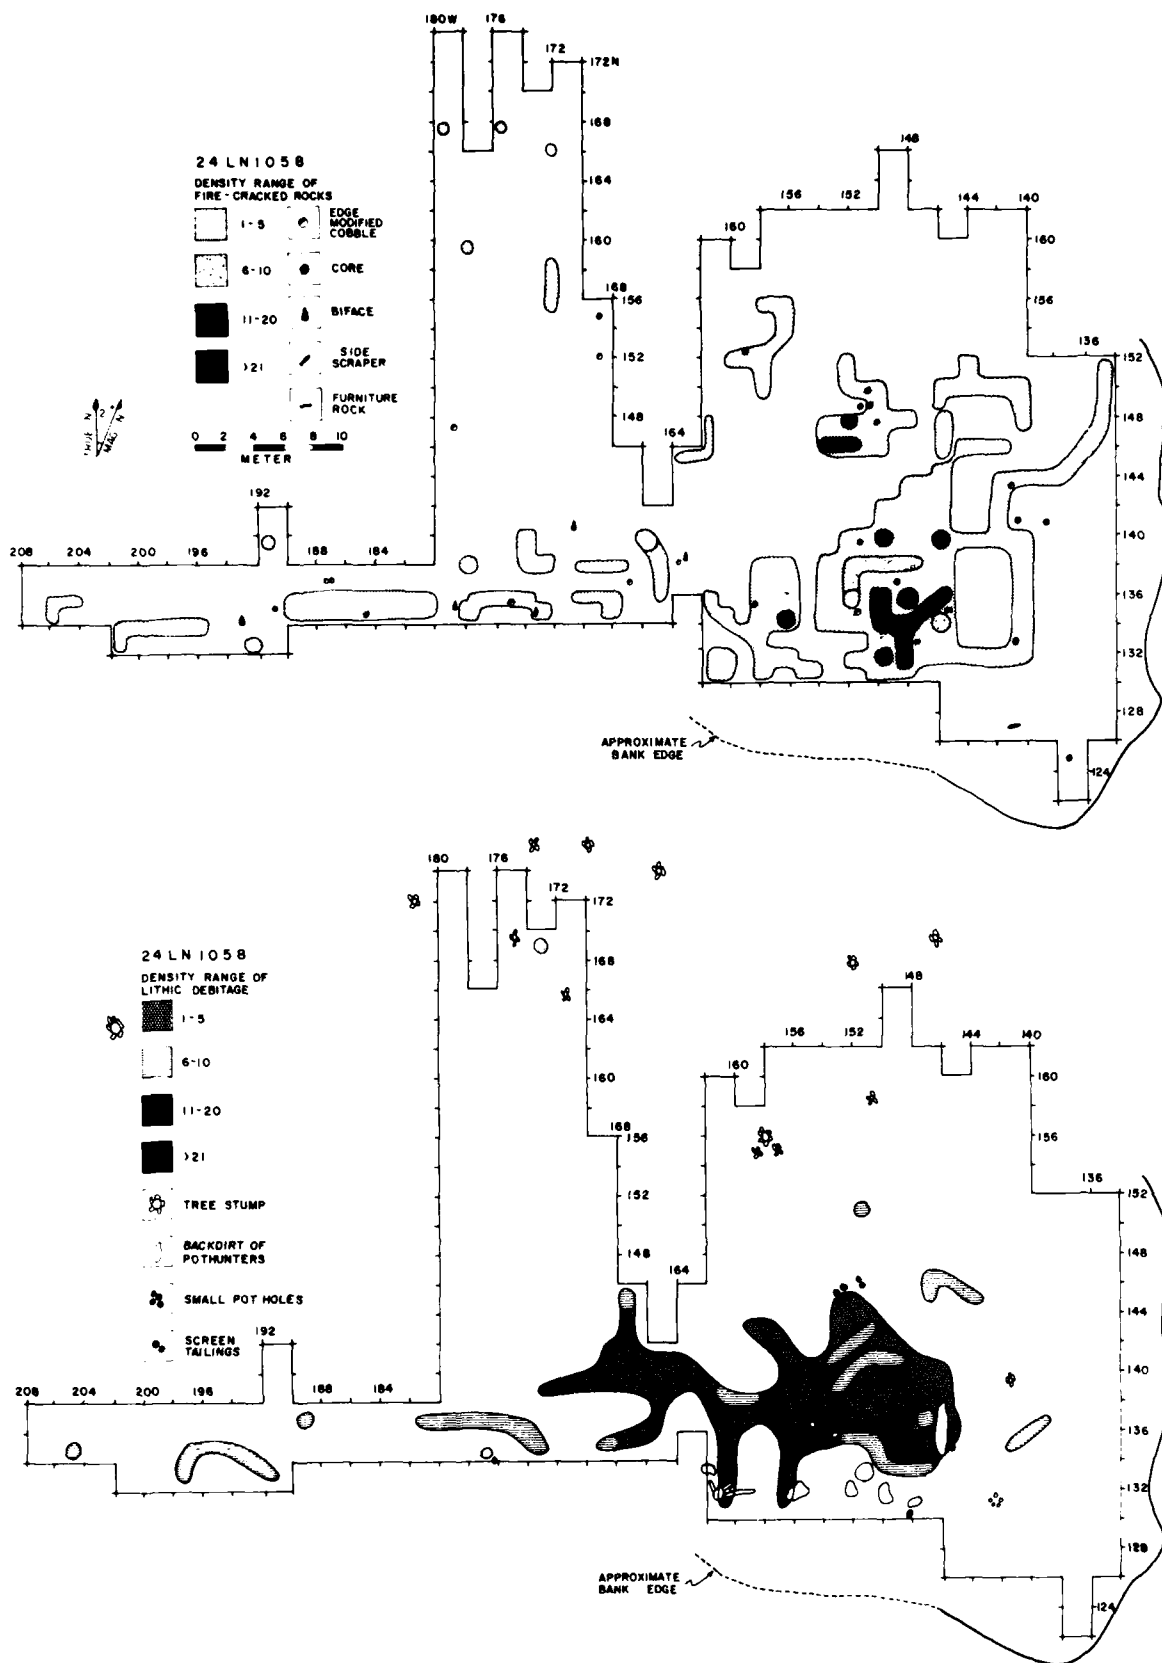 180W 176
172
172N
168
164
160
168
156
152
148
164
148
156 152 144 140
160
160
156
136
152
148
144
140
136
132
128
124
24LN1058
DENSITY RANGE OF
FIRE-CRACKED ROCKS
1-5
EDGE
MODIFIED
COBBLE
6-10
CORE
11-20
BIFACE
>21
SIDE
SCRAPER
FURNITURE
ROCK
TRUE N
MAG N
0 2 4 6 8 10
METER
192
208 204 200 196 188 184
APPROXIMATE
BANK EDGE
180 176
172
172
168
164
160
168
156
152
148
164
148
156 152 144 140
160
160
156
136
152
148
144
140
136
132
128
124
24LN1058
DENSITY RANGE OF
LITHIC DEBITAGE
1-5
6-10
11-20
>21
TREE STUMP
BACKDIRT OF
POTHUNTERS
SMALL POT HOLES
SCREEN
TAILINGS
192
208 204 200 196 188 184
APPROXIMATE
BANK EDGE